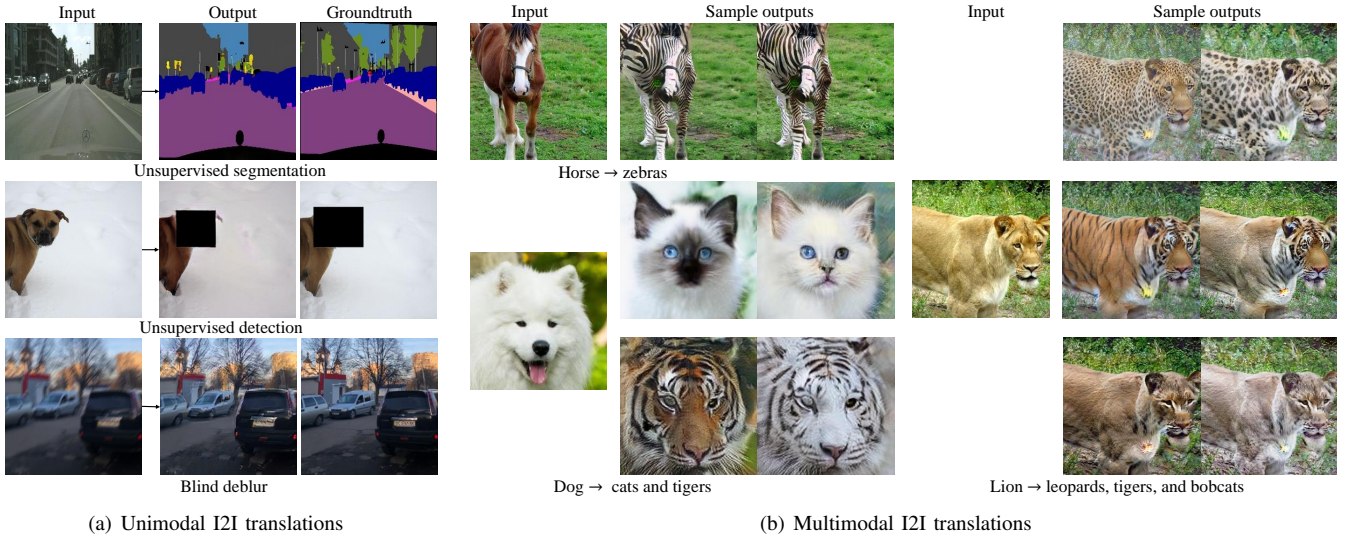 Input Output Groundtruth
Unsupervised segmentation
Unsupervised detection
Blind deblur
(a) Unimodal I2I translations
Input Sample outputs
Horse → zebras
Dog → cats and tigers
Input Sample outputs
Lion → leopards, tigers, and bobcats
(b) Multimodal I2I translations